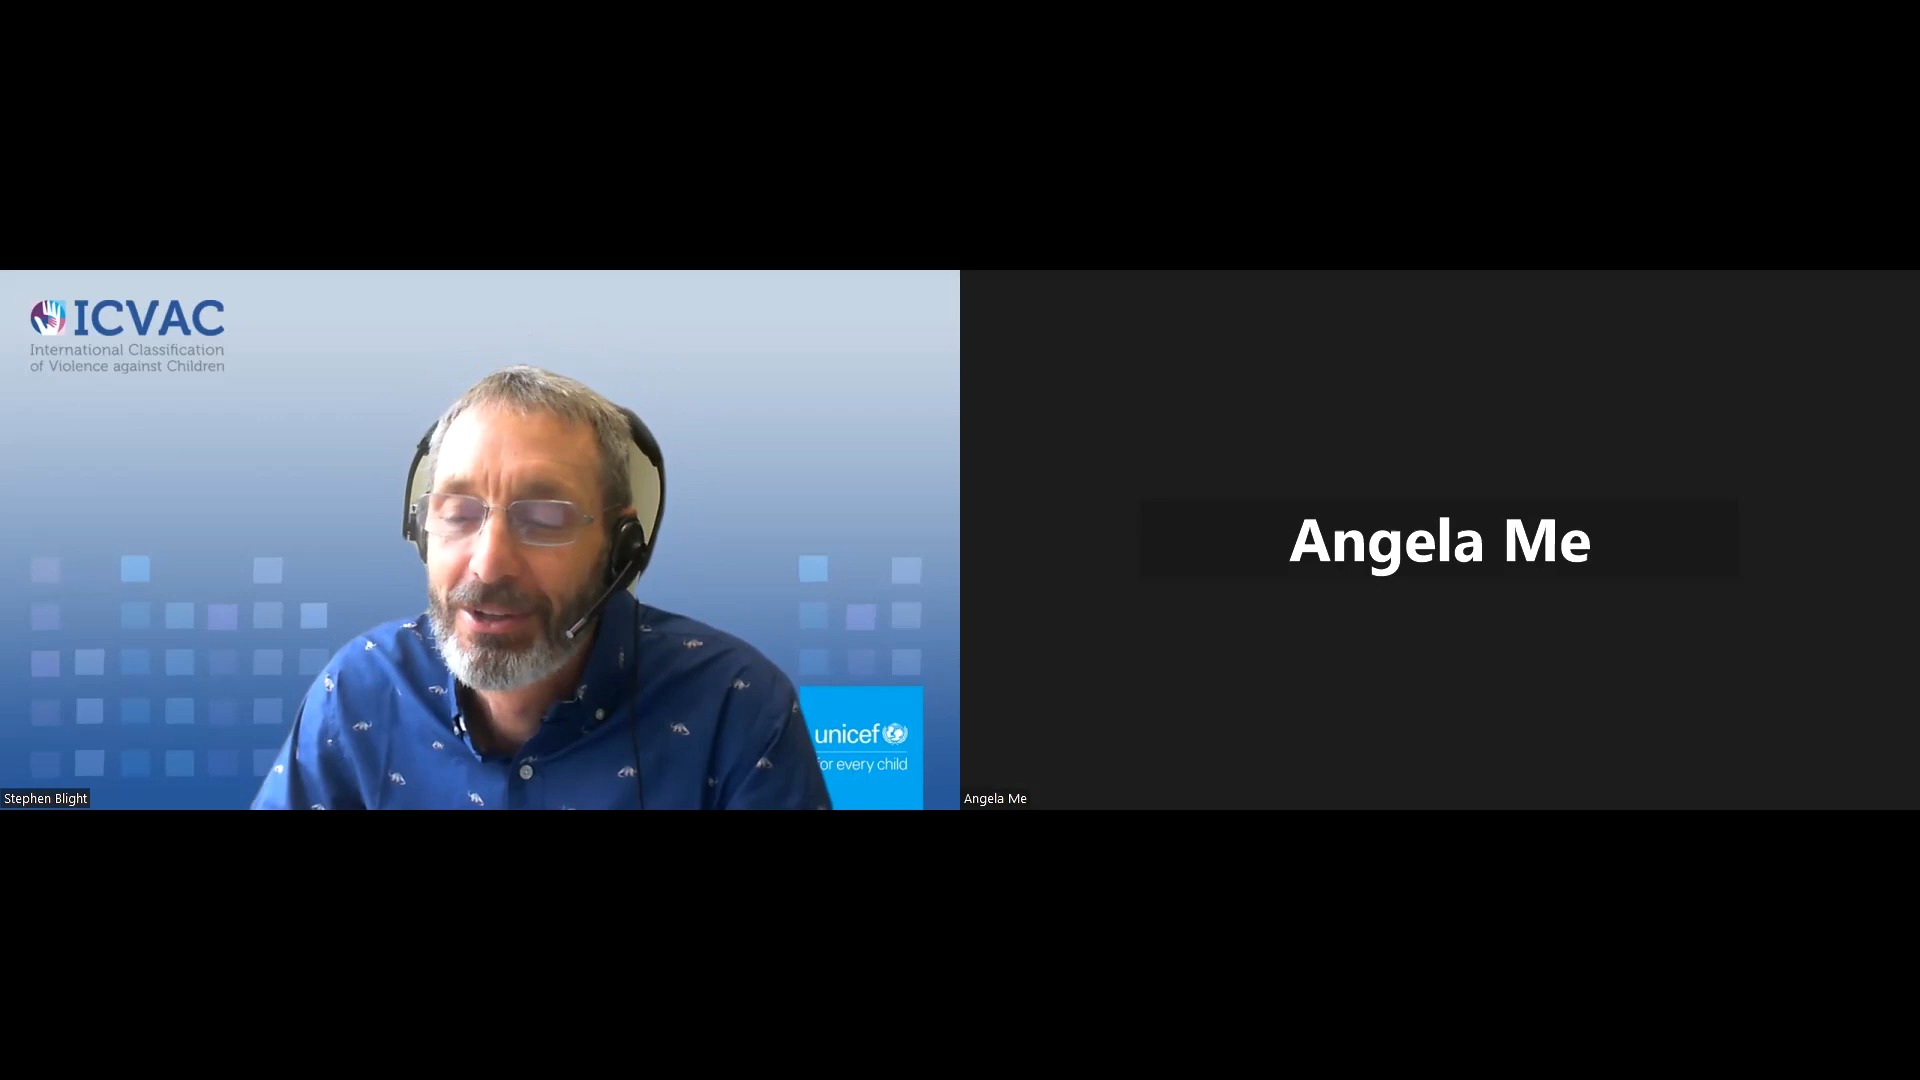 ICVAC
International Classification
of Violence against Children
unicef
for every child
Stephen Blight
Angela Me
Angela Me